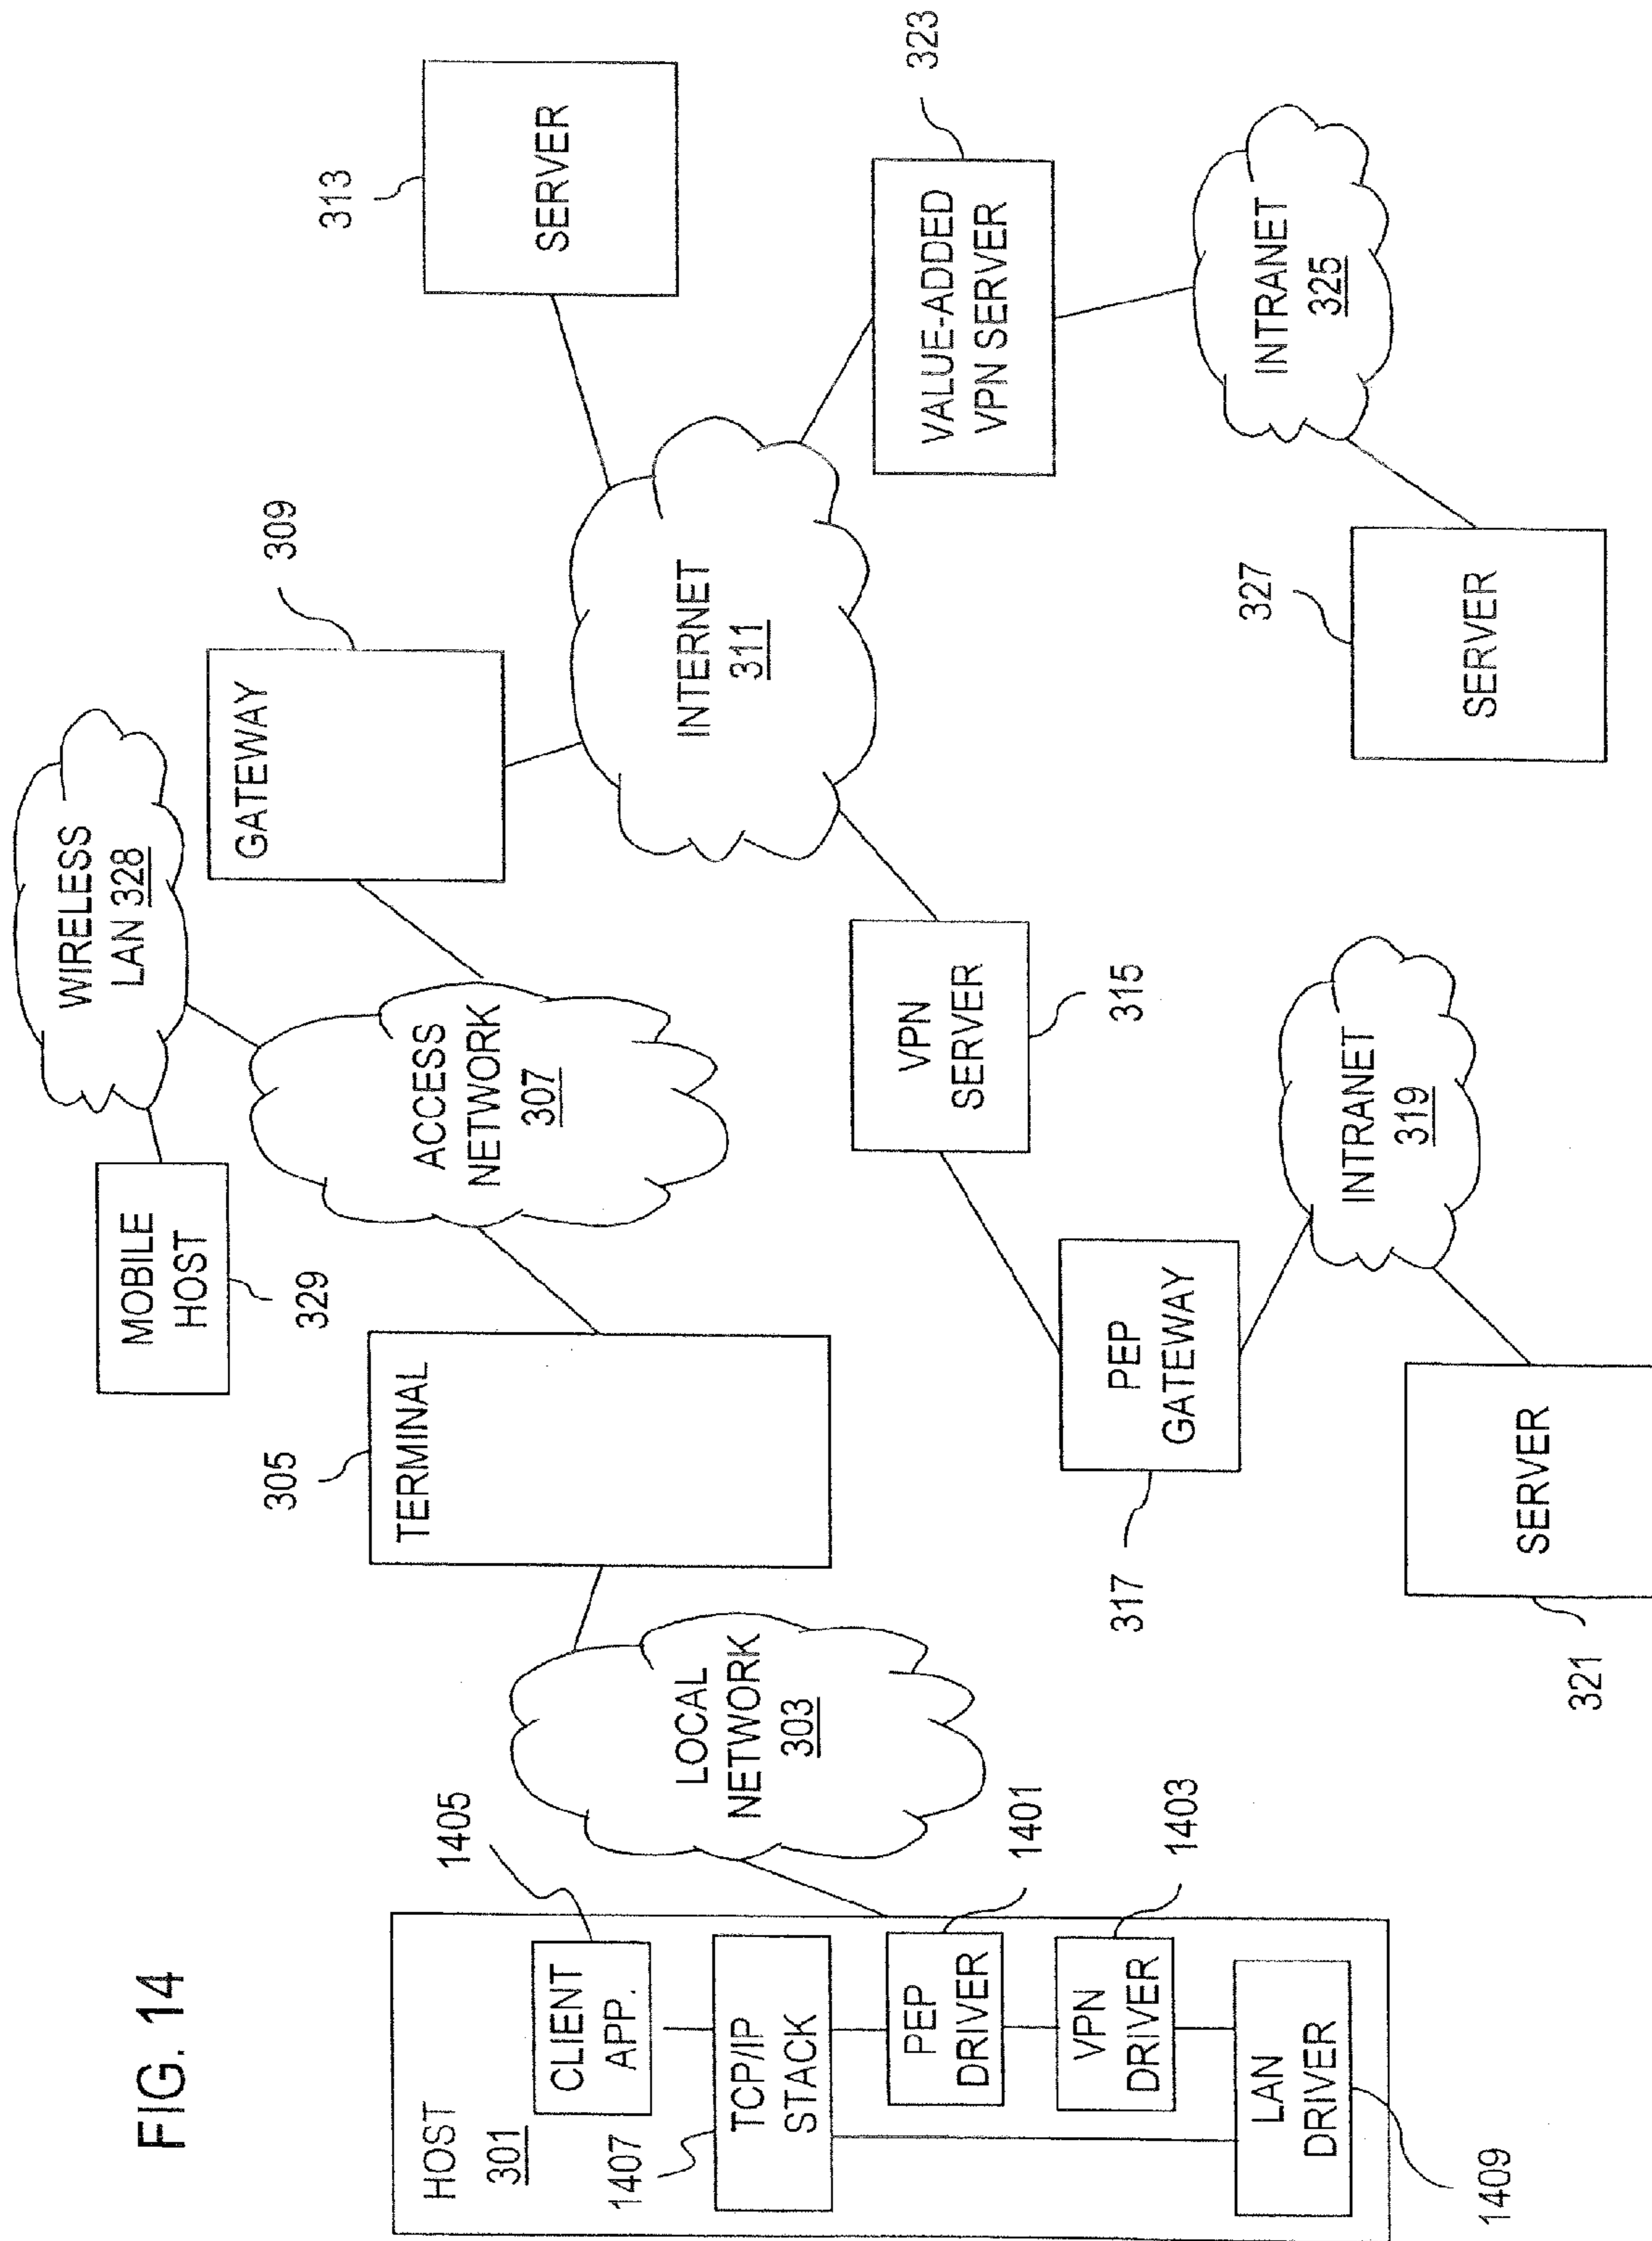 FIG. 14
HOST
301
CLIENT
APP.
1405
TCP/IP
STACK
1407
PEP
DRIVER
1401
VPN
DRIVER
1403
LAN
DRIVER
1409
LOCAL
NETWORK
303
TERMINAL
305
MOBILE
HOST
329
WIRELESS
LAN 328
ACCESS
NETWORK
307
GATEWAY
309
INTERNET
311
SERVER
313
VPN
SERVER
315
PEP
GATEWAY
317
INTRANET
319
SERVER
321
VALUE-ADDED
VPN SERVER
323
INTRANET
325
SERVER
327